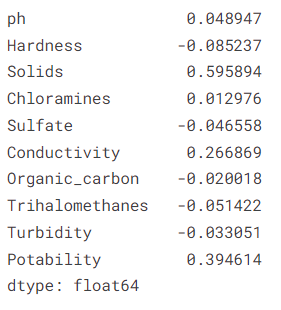 ph 0.048947
Hardness -0.085237
Solids 0.595894
Chloramines 0.012976
Sulfate -0.046558
Conductivity 0.266869
Organic_carbon -0.020018
Trihalomethanes -0.051422
Turbidity -0.033051
Potability 0.394614
dtype: float64